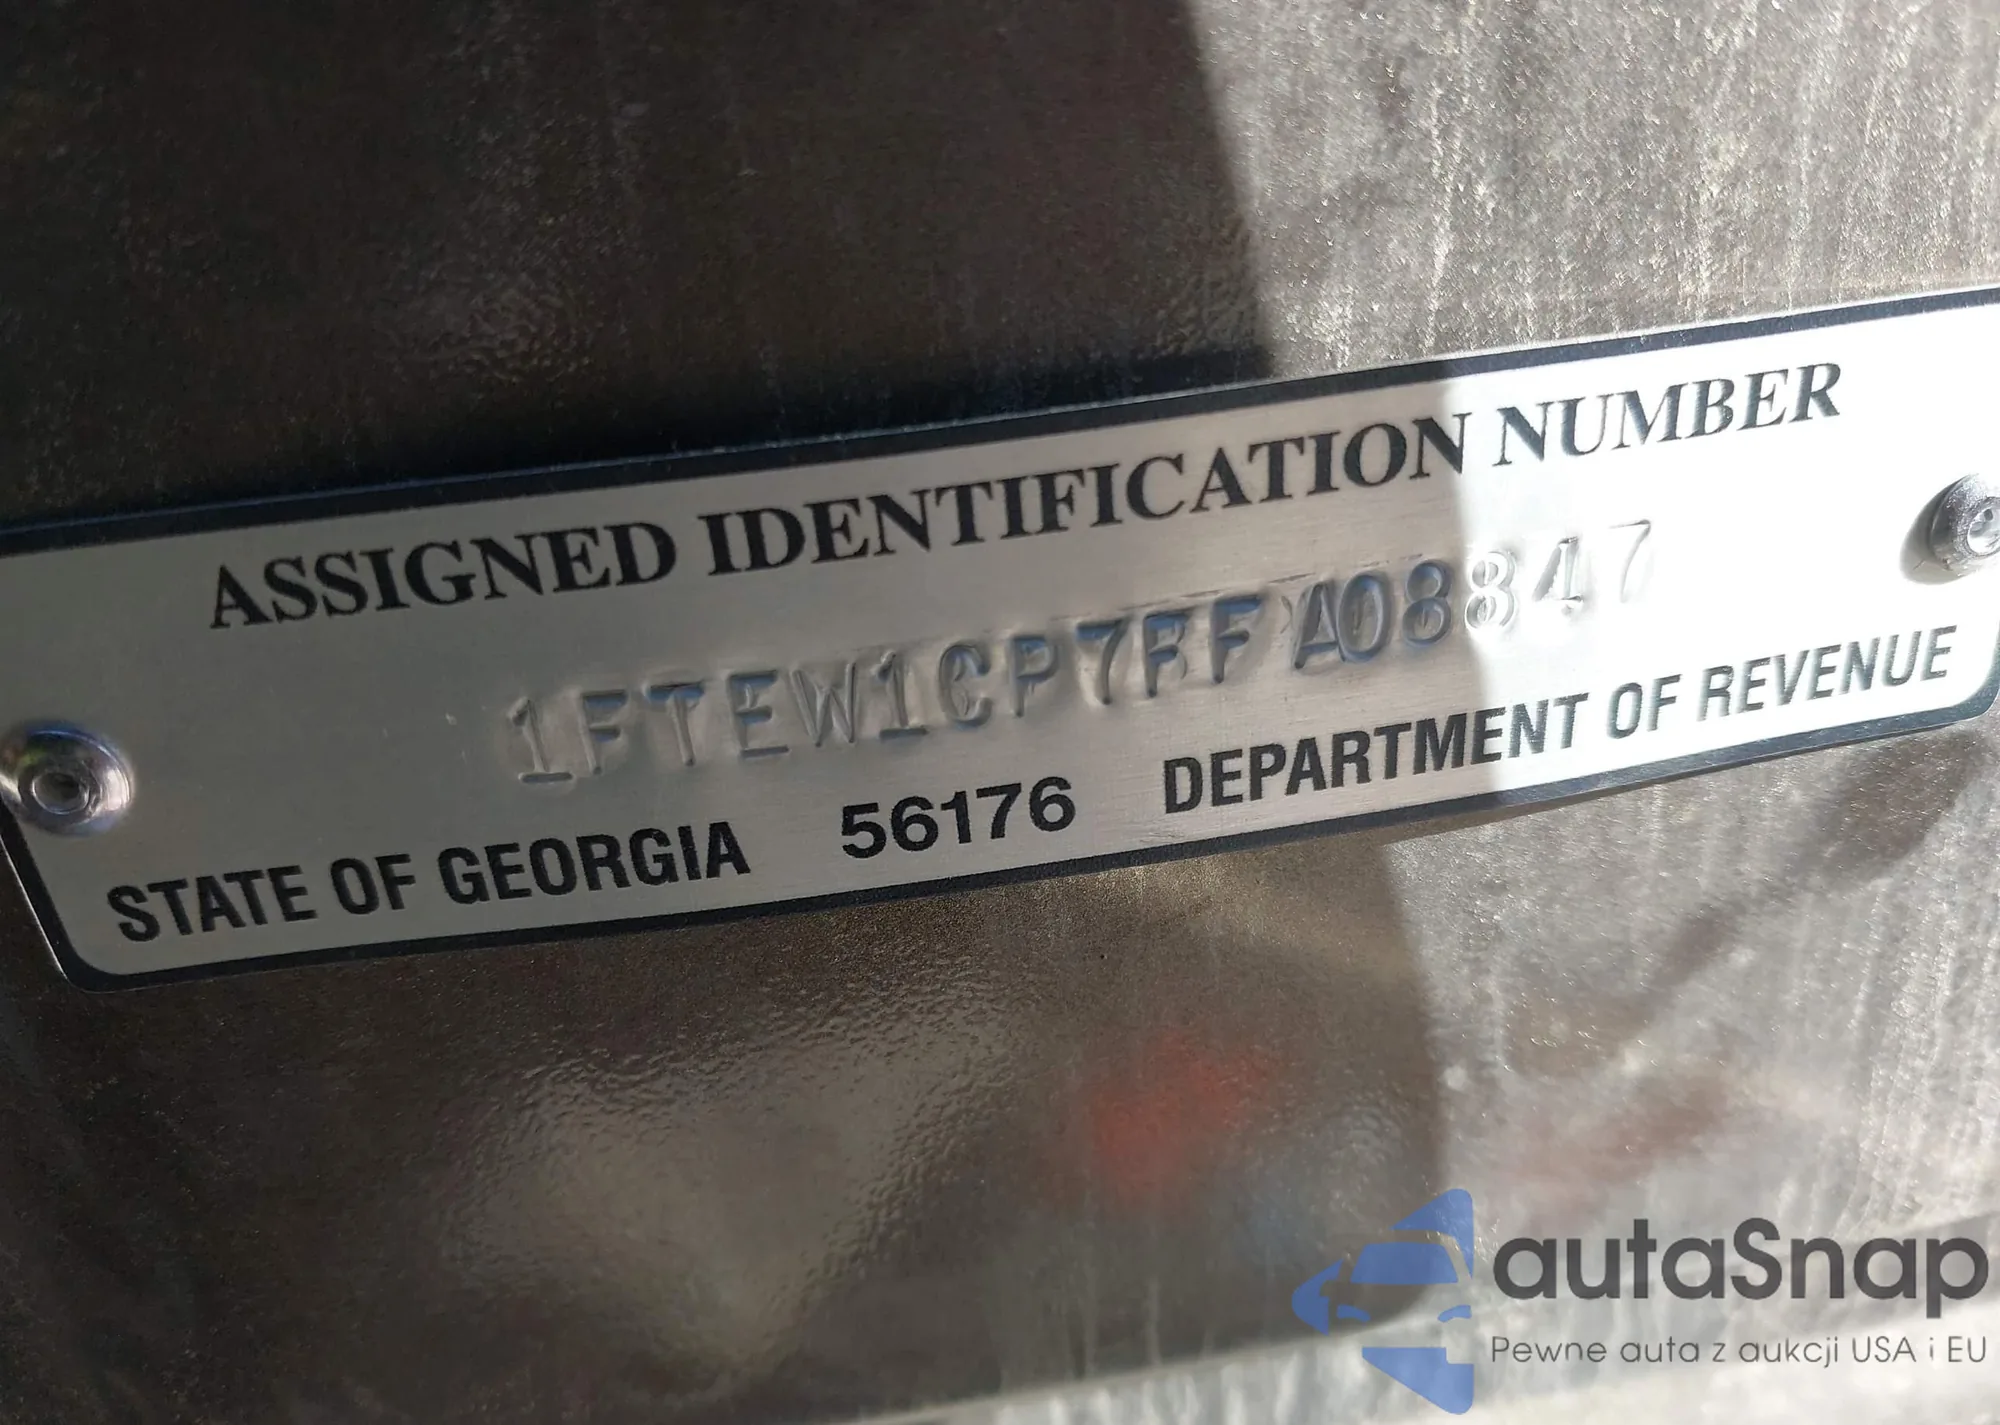 ASSIGNED IDENTIFICATION NUMBER
1FTEW1CP7FFA08847
STATE OF GEORGIA 56176 DEPARTMENT OF REVENUE
autaSnap
Pewne auta z aukcji USA i EU